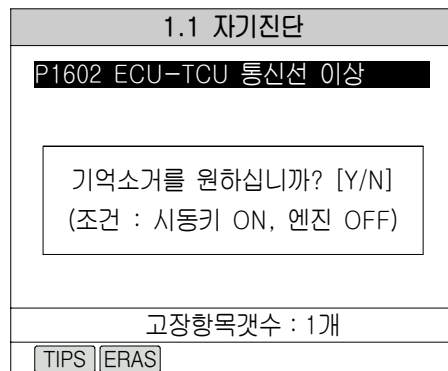 1.1 자기진단
P1602 ECU-TCU 통신선 이상
기억소거를 원하십니까? [Y/N]
(조건 : 시동키 ON, 엔진 OFF)
고장항목갯수 : 1개
TIPS ERAS